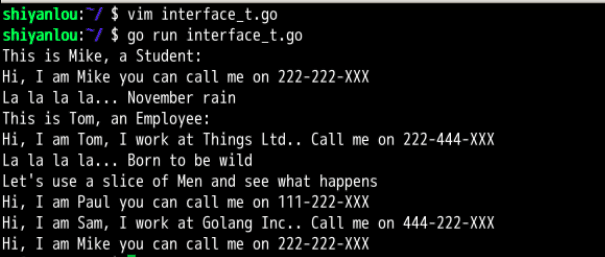 shiyanlou:~/ $ vim interface_t.go
shiyanlou:~/ $ go run interface_t.go
This is Mike, a Student:
Hi, I am Mike you can call me on 222-222-XXX
La la la la... November rain
This is Tom, an Employee:
Hi, I am Tom, I work at Things Ltd.. Call me on 222-444-XXX
La la la la... Born to be wild
Let's use a slice of Men and see what happens
Hi, I am Paul you can call me on 111-222-XXX
Hi, I am Sam, I work at Golang Inc.. Call me on 444-222-XXX
Hi, I am Mike you can call me on 222-222-XXX